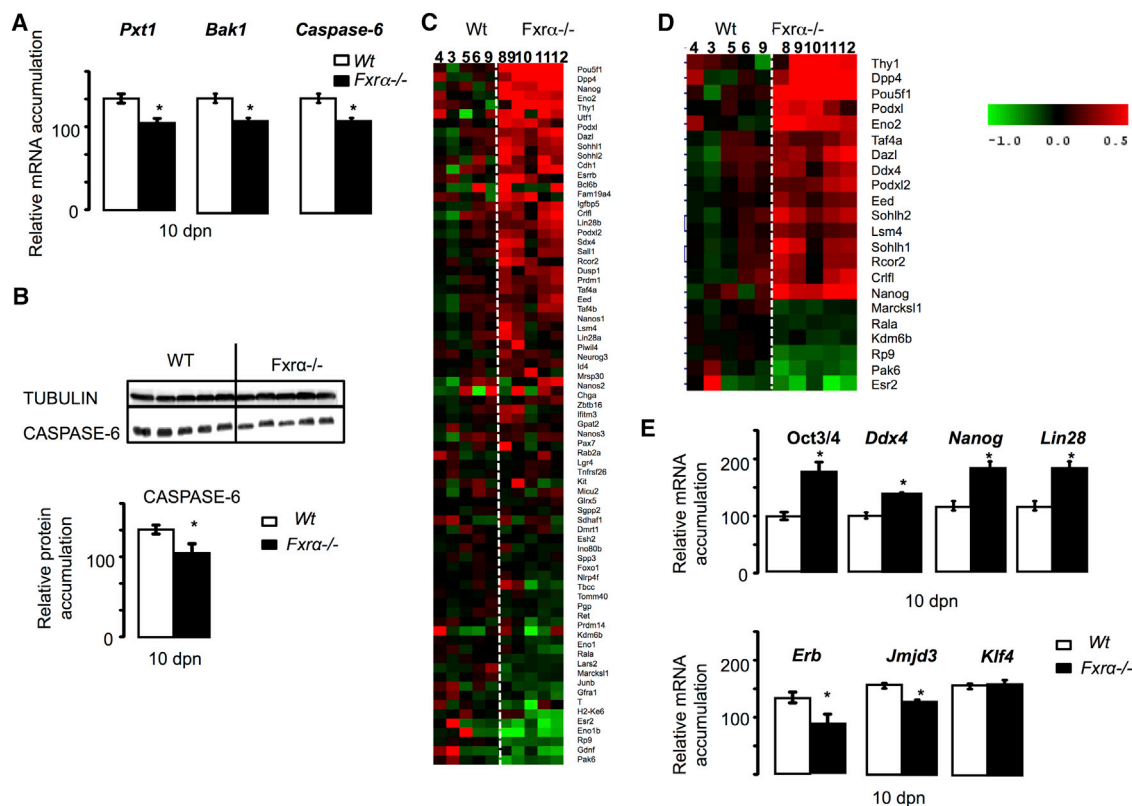 A
Pxt1 Bak1 Caspase-6
Wt
Fxrα-/-
Relative mRNA accumulation
100
0
* * *
10 dpn
B
WT Fxrα-/-
TUBULIN
CASPASE-6
CASPASE-6
Wt
Fxrα-/-
Relative protein
accumulation
100
0
*
10 dpn
C
Wt Fxrα-/-
4 3 5 6 9 8 9 10 11 12
Pou5f1
Dpp4
Nanog
Eno2
Thy1
Utf1
Podxl
Dazl
Sohhl1
Sohhl2
Cdh1
Esrrb
Bcl6b
Fam19a4
Igfbp5
Crlfl
Lin28b
Podxl2
Sdx4
Sall1
Rcor2
Dusp1
Prdm1
Taf4a
Eed
Taf4b
Nanos1
Lsm4
Lin28a
Piwil4
Neurog3
Id4
Mrsp30
Nanos2
Chga
Zbtb16
Ifitm3
Gpat2
Nanos3
Pax7
Rab2a
Lgr4
Tnfrsf26
Kit
Micu2
Glrx5
Sgpp2
Sdhaf1
Dmrt1
Esh2
Ino80b
Spp3
Foxo1
Nlrp4f
Tbcc
Tomm40
Pgp
Ret
Prdm14
Kdm6b
Eno1
Rala
Lars2
Marcksl1
Junb
Gfra1
T
H2-Ke6
Esr2
Eno1b
Rp9
Gdnf
Pak6
D
Wt Fxrα-/-
4 3 5 6 9 8 9 10 11 12
Thy1
Dpp4
Pou5f1
Podxl
Eno2
Taf4a
Dazl
Ddx4
Podxl2
Eed
Sohlh2
Lsm4
Sohlh1
Rcor2
Crlfl
Nanog
Marcksl1
Rala
Kdm6b
Rp9
Pak6
Esr2
-1.0 0.0 0.5
E
Oct3/4 Ddx4 Nanog Lin28
Relative mRNA
accumulation
200
100
0
* * * *
10 dpn
Erb Jmjd3 Klf4
Wt
Fxrα-/-
Relative mRNA
accumulation
200
100
0
* *
10 dpn